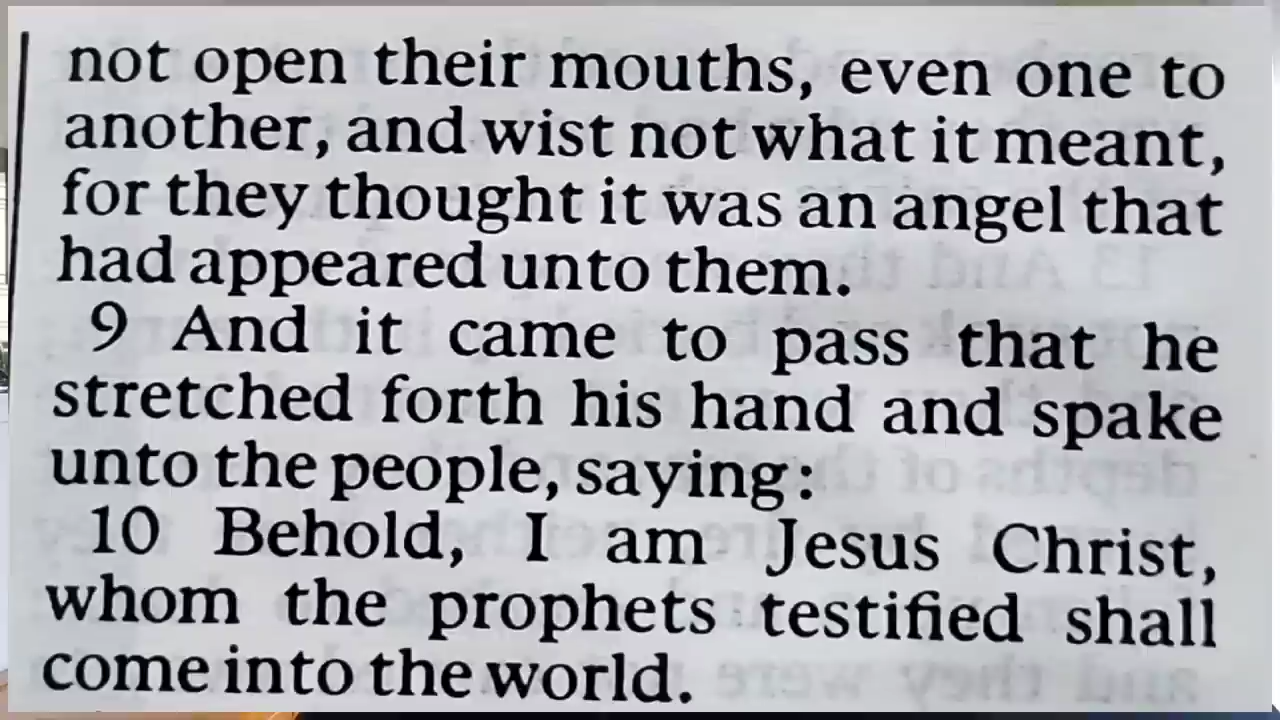 not open their mouths, even one to
another, and wist not what it meant,
for they thought it was an angel that
had appeared unto them.
9 And it came to pass that he
stretched forth his hand and spake
unto the people, saying:
10 Behold, I am Jesus Christ,
whom the prophets testified shall
come into the world.